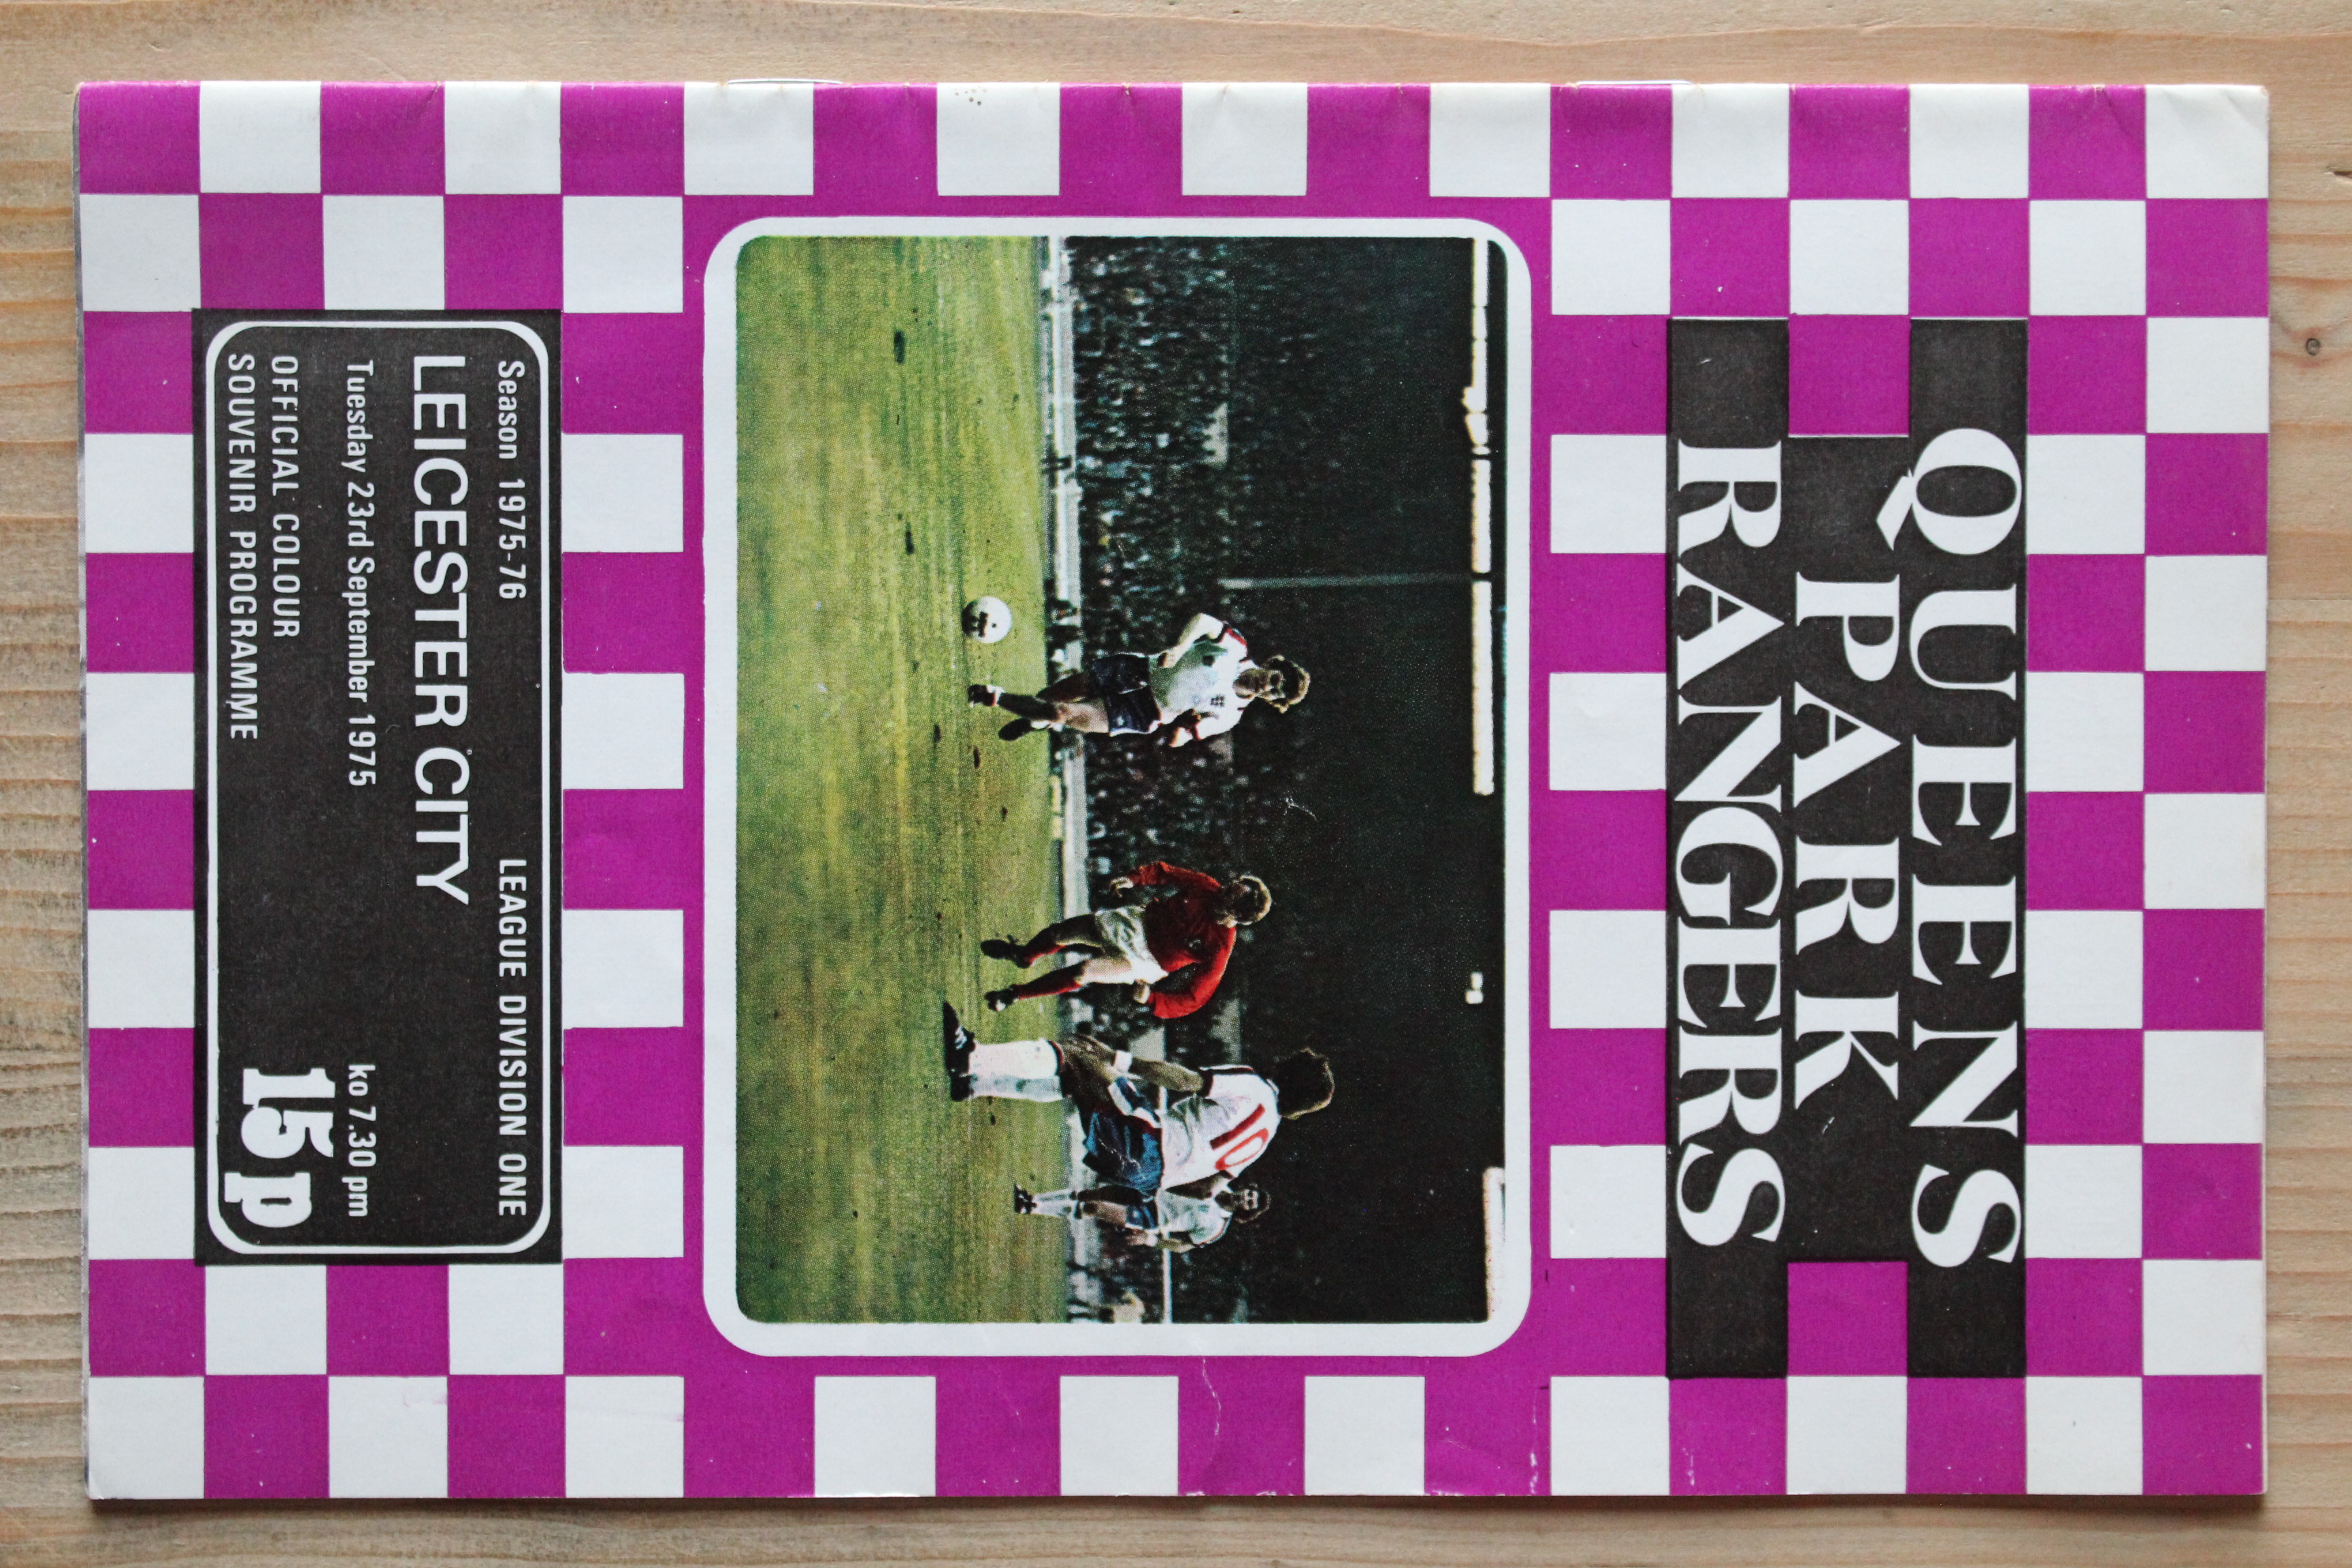 QUEENS
PARK
RANGERS
10
Season 1975-76 LEAGUE DIVISION ONE
LEICESTER CITY
Tuesday 23rd September 1975 ko 7.30 pm
OFFICIAL COLOUR
SOUVENIR PROGRAMME
15p